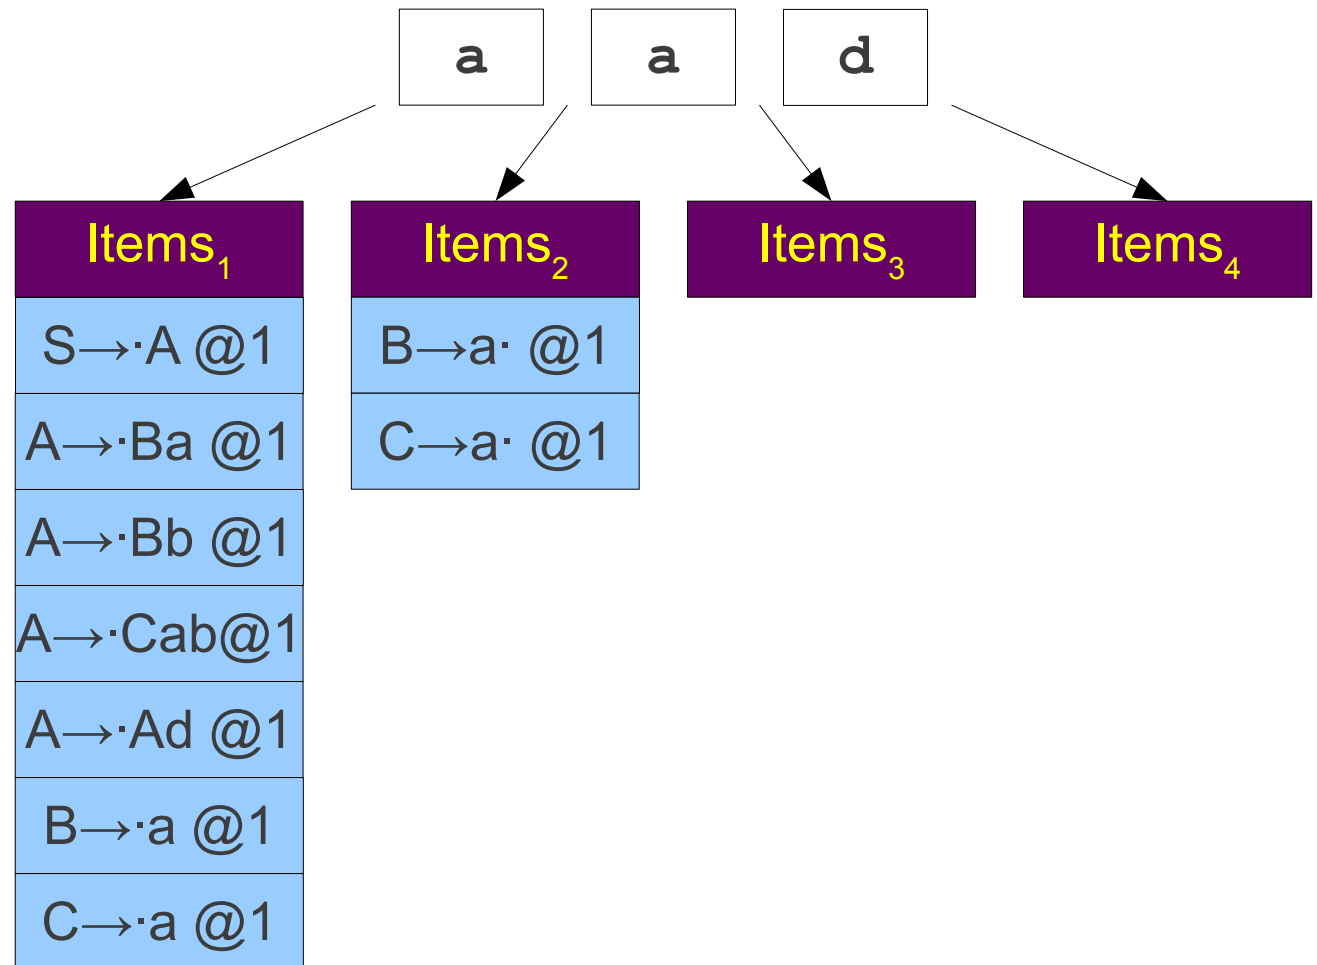 a a d
Items₁ Items₂ Items₃ Items₄
S→·A @1 B→a· @1
A→·Ba @1 C→a· @1
A→·Bb @1
A→·Cab@1
A→·Ad @1
B→·a @1
C→·a @1